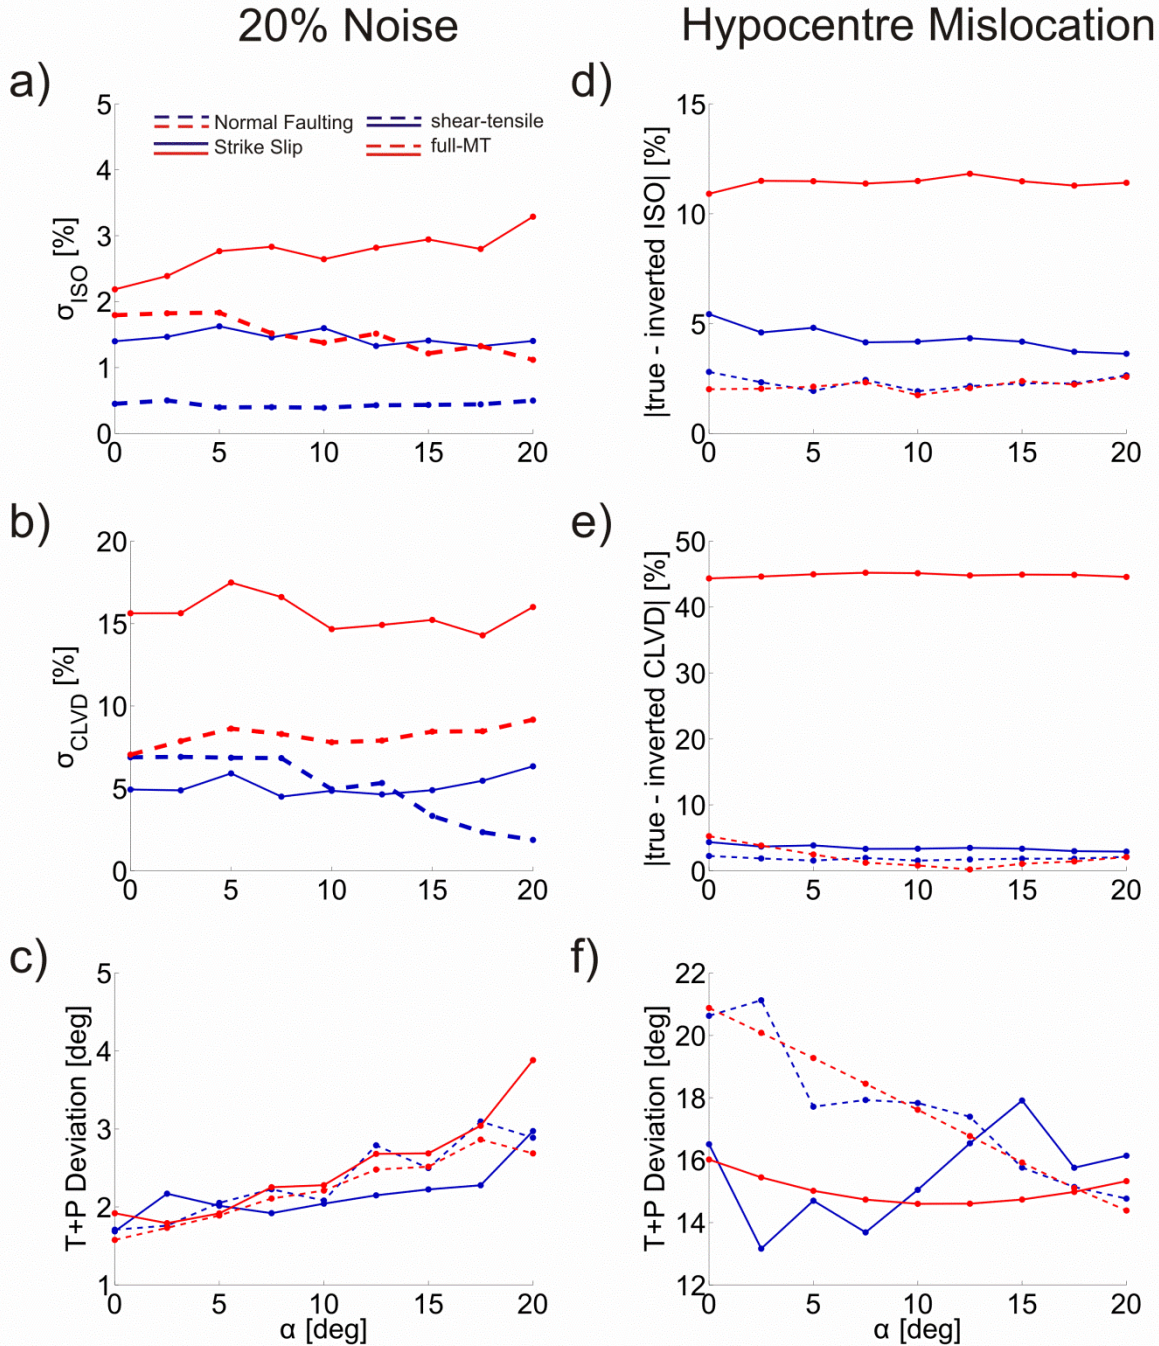 20% Noise
Hypocentre Mislocation
a)
5
4
3
2
1
0
σISO [%]
Normal Faulting
Strike Slip
shear-tensile
full-MT
0 5 10 15 20
d)
15
10
5
0
|true - inverted ISO| [%]
0 5 10 15 20
b)
20
15
10
5
0
σCLVD [%]
0 5 10 15 20
e)
50
40
30
20
10
0
|true - inverted CLVD| [%]
0 5 10 15 20
c)
5
4
3
2
1
T+P Deviation [deg]
0 5 10 15 20
α [deg]
f)
22
20
18
16
14
12
T+P Deviation [deg]
0 5 10 15 20
α [deg]